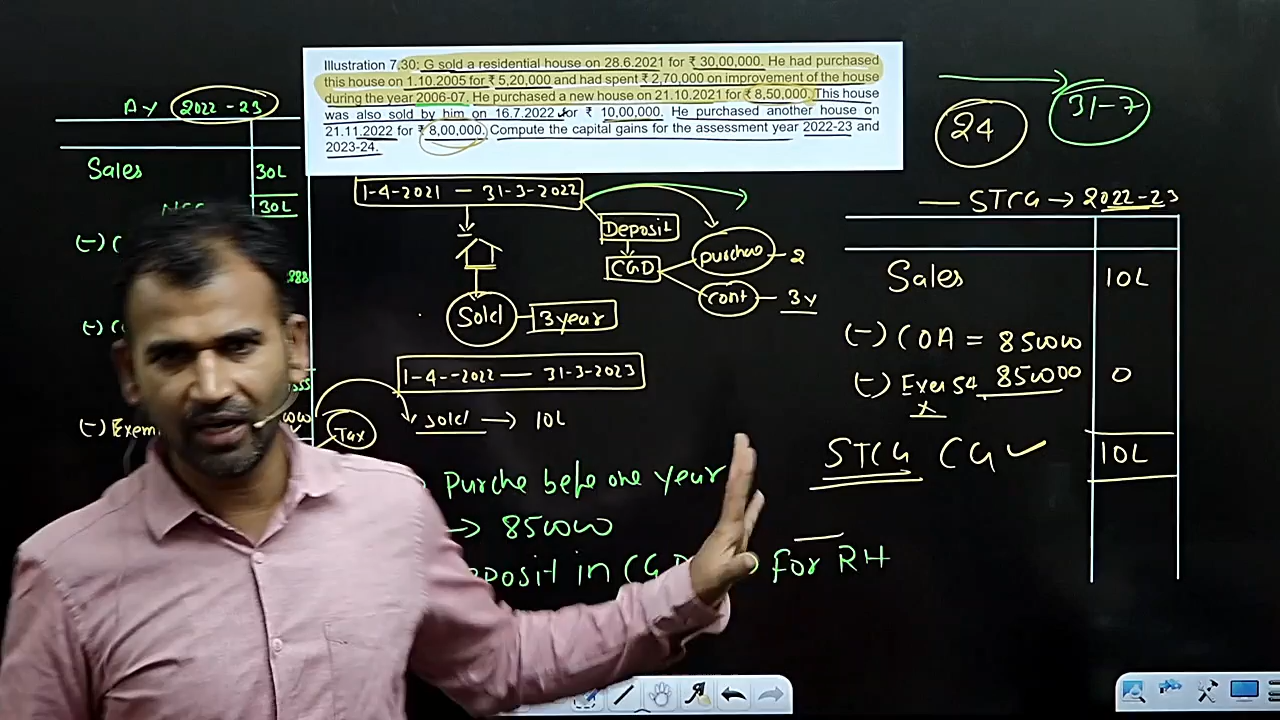 Illustration 7.30: G sold a residential house on 28.6.2021 for ₹ 30,00,000. He had purchased
this house on 1.10.2005 for ₹ 5,20,000 and had spent ₹ 2,70,000 on improvement of the house
during the year 2006-07. He purchased a new house on 21.10.2021 for ₹ 8,50,000. This house
was also sold by him on 16.7.2022 for ₹ 10,00,000. He purchased another house on
21.11.2022 for ₹ 8,00,000. Compute the capital gains for the assessment year 2022-23 and
2023-24.
AY 2022-23
Sales 30L
30L
(-) C
888
(-) C
(-) Exem
Tax
1-4-2021 — 31-3-2022
Deposit
CGD
purchase - 2
Cont - 3y
Sold - 3 year
1-4--2022 — 31-3-2023
Sold → 10L
Purche befe one year
→ 850000
eposit in CGD
For RH
24
31-7
— STCG → 2022-23
Sales 10L
(-) COA = 850000
(-) Exem 54 850000 0
x
STCG CG ✓ 10L